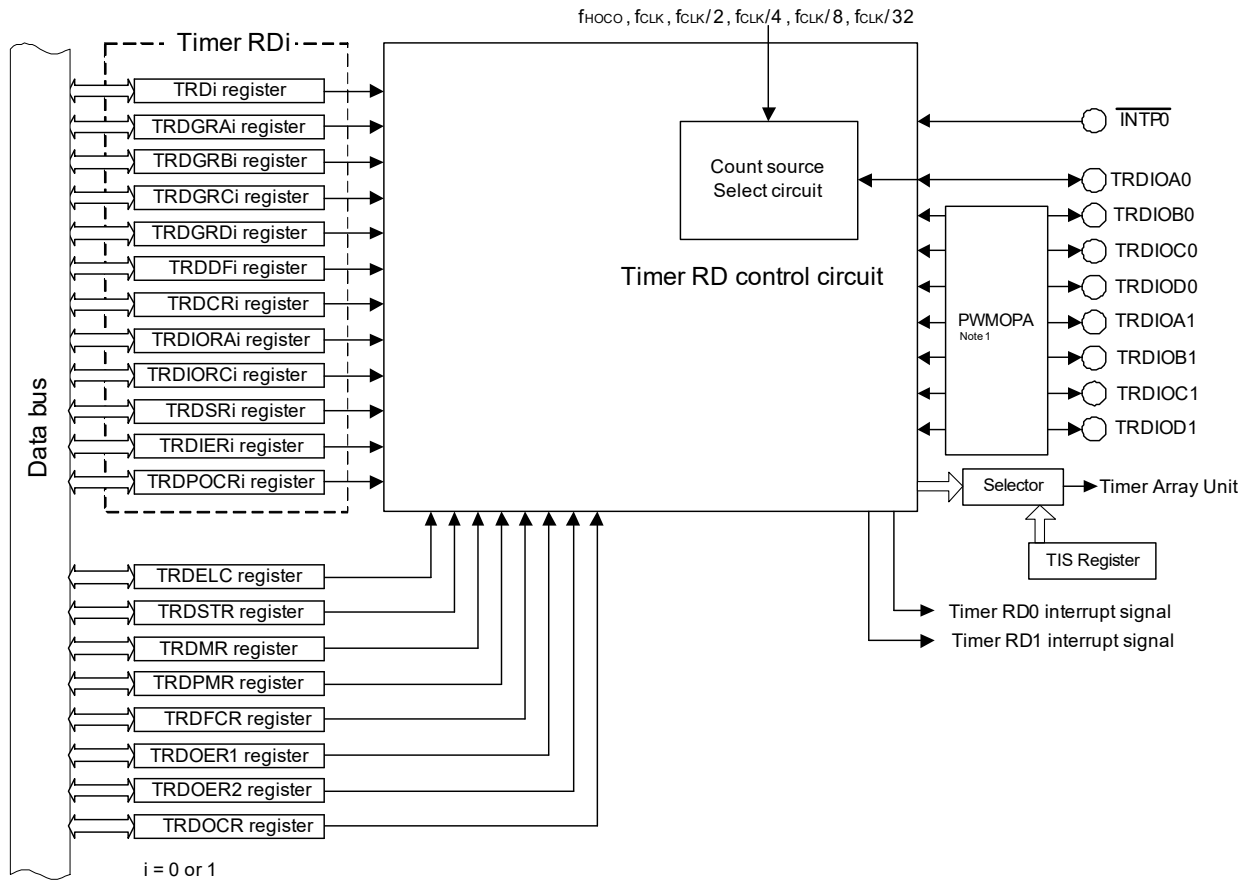 fHOCO , fCLK, fCLK/2, fCLK/4, fCLK/8, fCLK/32
Timer RDi
TRDi register
TRDGRAi register
TRDGRBi register
TRDGRCi register
TRDGRDi register
TRDDFi register
TRDCRi register
TRDIORAi register
TRDIORCi register
TRDSRi register
TRDIERi register
TRDPOCRi register
Data bus
Count source
Select circuit
Timer RD control circuit
INTP0
TRDIOA0
TRDIOB0
TRDIOC0
TRDIOD0
TRDIOA1
TRDIOB1
TRDIOC1
TRDIOD1
PWMOPA
Note 1
Selector
Timer Array Unit
TIS Register
Timer RD0 interrupt signal
Timer RD1 interrupt signal
TRDELC register
TRDSTR register
TRDMR register
TRDPMR register
TRDFCR register
TRDOER1 register
TRDOER2 register
TRDOCR register
i = 0 or 1